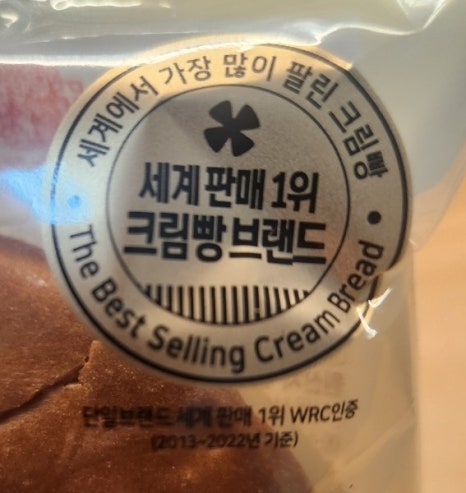 세계에서 가장 많이 팔린 크림빵
세계 판매 1위
크림빵 브랜드
The Best Selling Cream Bread
단일브랜드 세계 판매 1위 WRC인증
(2013~2022년 기준)